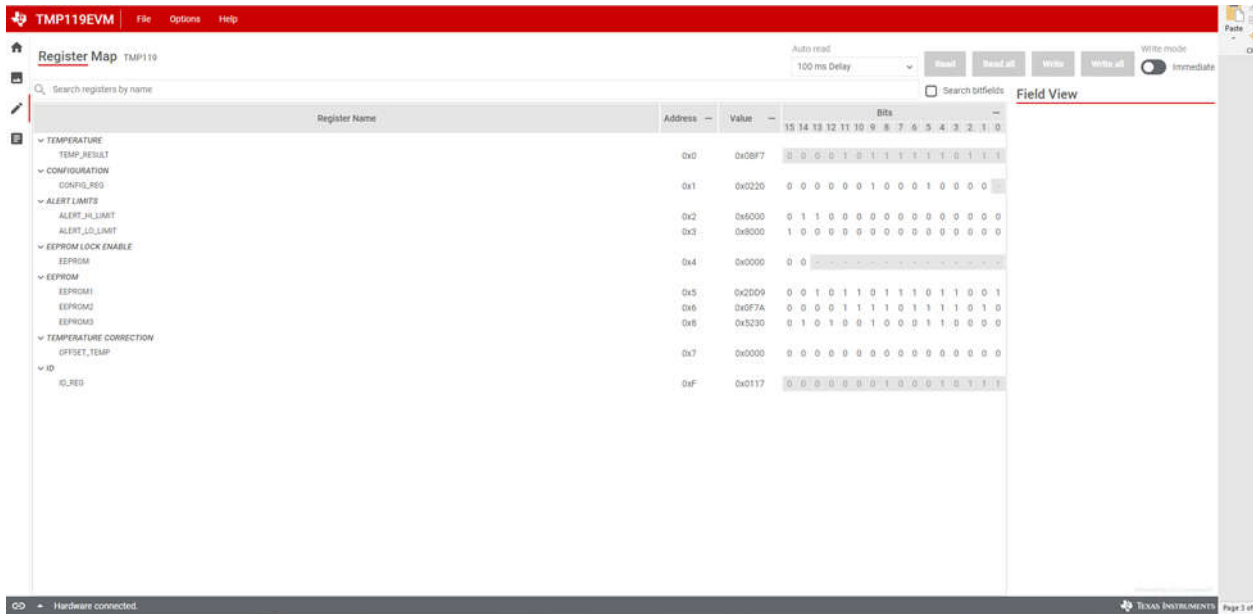 TMP119EVM File Options Help
Paste
Register Map TMP119
Auto read
100 ms Delay
Read Read all Write Write all
Write mode
Immediate
Search registers by name
Search bitfields
Field View
Register Name Address Value Bits
15 14 13 12 11 10 9 8 7 6 5 4 3 2 1 0
TEMPERATURE
TEMP_RESULT 0x0 0x0BF7 0 0 0 0 1 0 1 1 1 1 1 1 0 1 1 1
CONFIGURATION
CONFIG_REG 0x1 0x0220 0 0 0 0 0 0 1 0 0 0 1 0 0 0 0 -
ALERT LIMITS
ALERT_HI_LIMIT 0x2 0x6000 0 1 1 0 0 0 0 0 0 0 0 0 0 0 0 0
ALERT_LO_LIMIT 0x3 0x8000 1 0 0 0 0 0 0 0 0 0 0 0 0 0 0 0
EEPROM LOCK ENABLE
EEPROM 0x4 0x0000 0 0 - - - - - - - - - - - - - -
EEPROM
EEPROM1 0x5 0x2DD9 0 0 1 0 1 1 0 1 1 1 0 1 1 0 0 1
EEPROM2 0x6 0x0F7A 0 0 0 0 1 1 1 1 0 1 1 1 1 0 1 0
EEPROM3 0x8 0x5230 0 1 0 1 0 0 1 0 0 0 1 1 0 0 0 0
TEMPERATURE CORRECTION
OFFSET_TEMP 0x7 0x0000 0 0 0 0 0 0 0 0 0 0 0 0 0 0 0 0
ID
ID_REG 0xF 0x0117 0 0 0 0 0 0 0 1 0 0 0 1 0 1 1 1
Hardware connected.
TEXAS INSTRUMENTS
Page 3 of